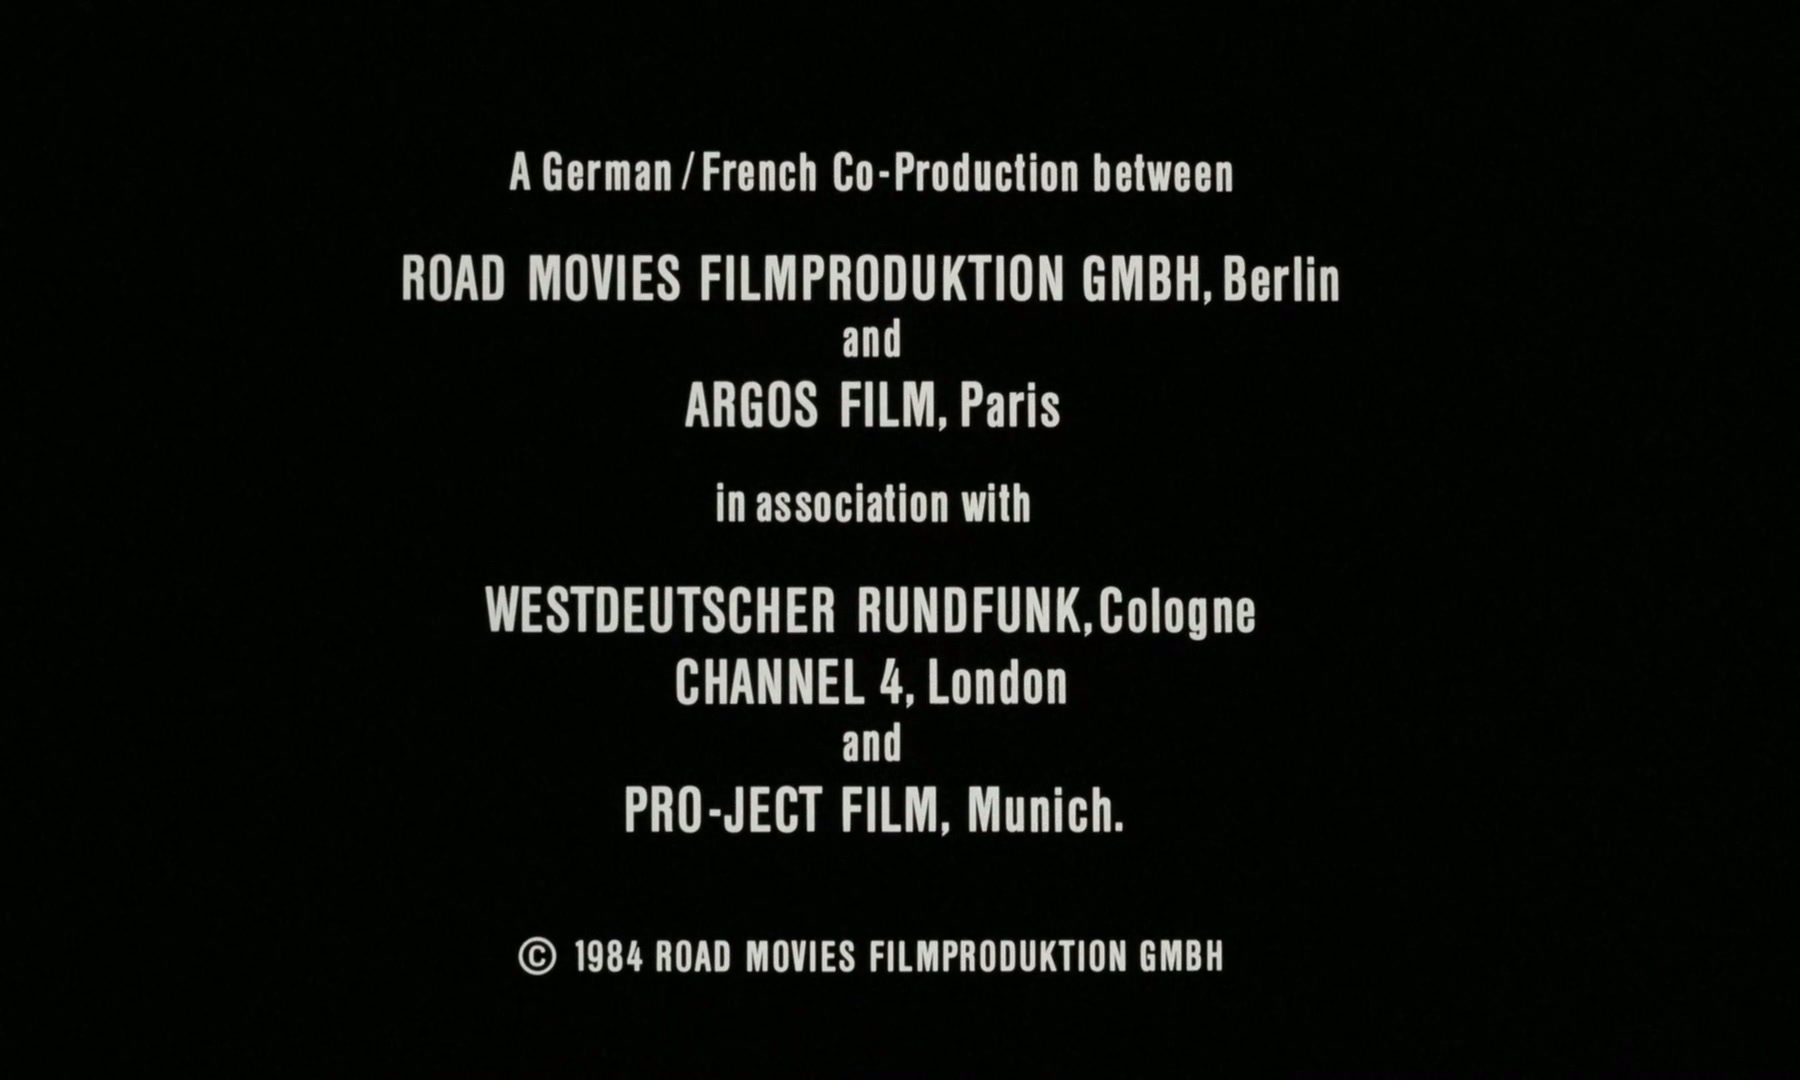 A German / French Co-Production between
ROAD MOVIES FILMPRODUKTION GMBH, Berlin
and
ARGOS FILM, Paris
in association with
WESTDEUTSCHER RUNDFUNK, Cologne
CHANNEL 4, London
and
PRO-JECT FILM, Munich.
© 1984 ROAD MOVIES FILMPRODUKTION GMBH